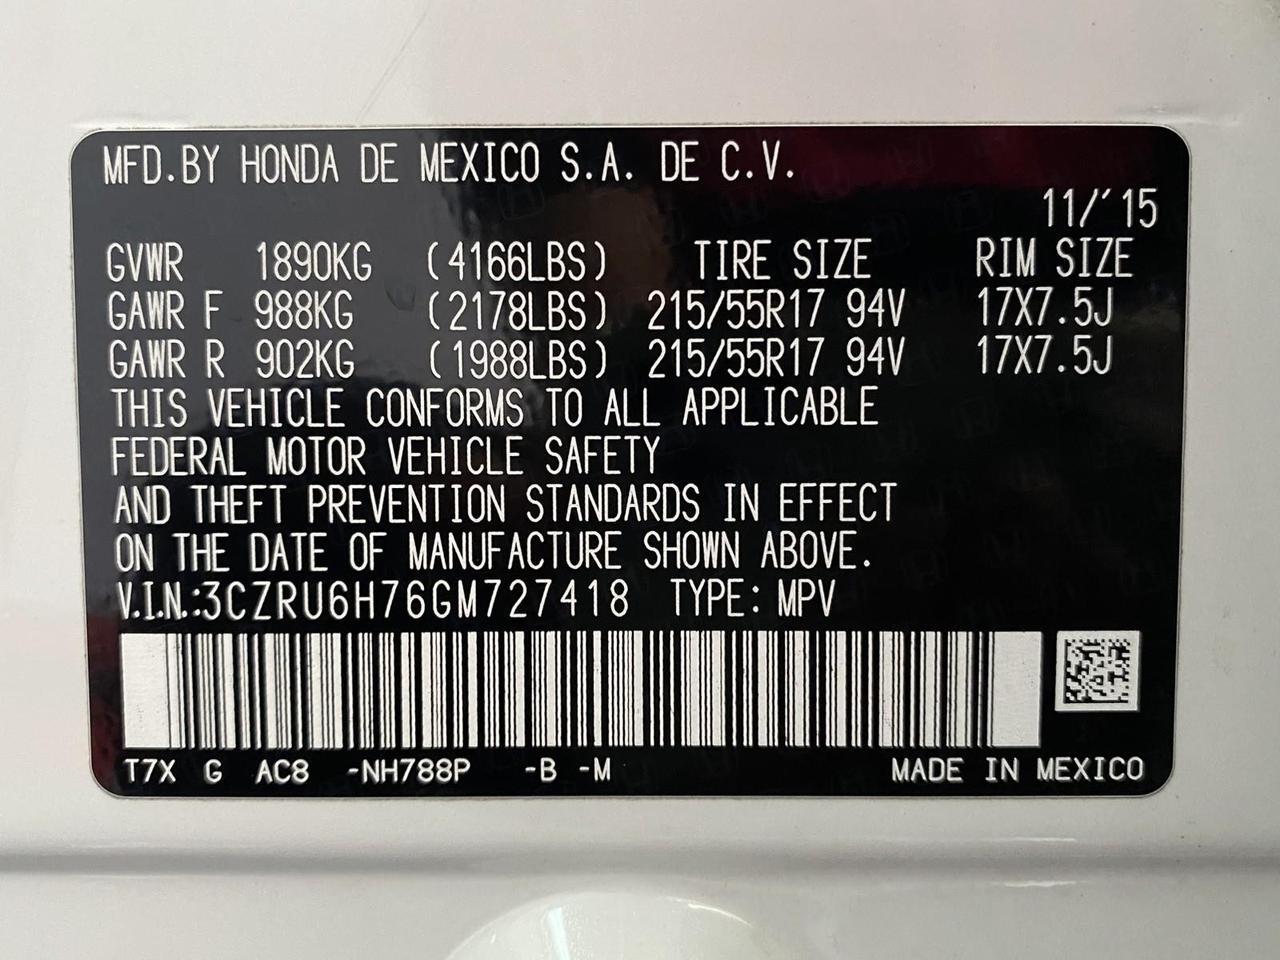 MFD.BY HONDA DE MEXICO S.A. DE C.V.
11/'15
GVWR 1890KG (4166LBS) TIRE SIZE RIM SIZE
GAWR F 988KG (2178LBS) 215/55R17 94V 17X7.5J
GAWR R 902KG (1988LBS) 215/55R17 94V 17X7.5J
THIS VEHICLE CONFORMS TO ALL APPLICABLE
FEDERAL MOTOR VEHICLE SAFETY
AND THEFT PREVENTION STANDARDS IN EFFECT
ON THE DATE OF MANUFACTURE SHOWN ABOVE.
V.I.N.:3CZRU6H76GM727418 TYPE: MPV
T7X G AC8 -NH788P -B -M MADE IN MEXICO